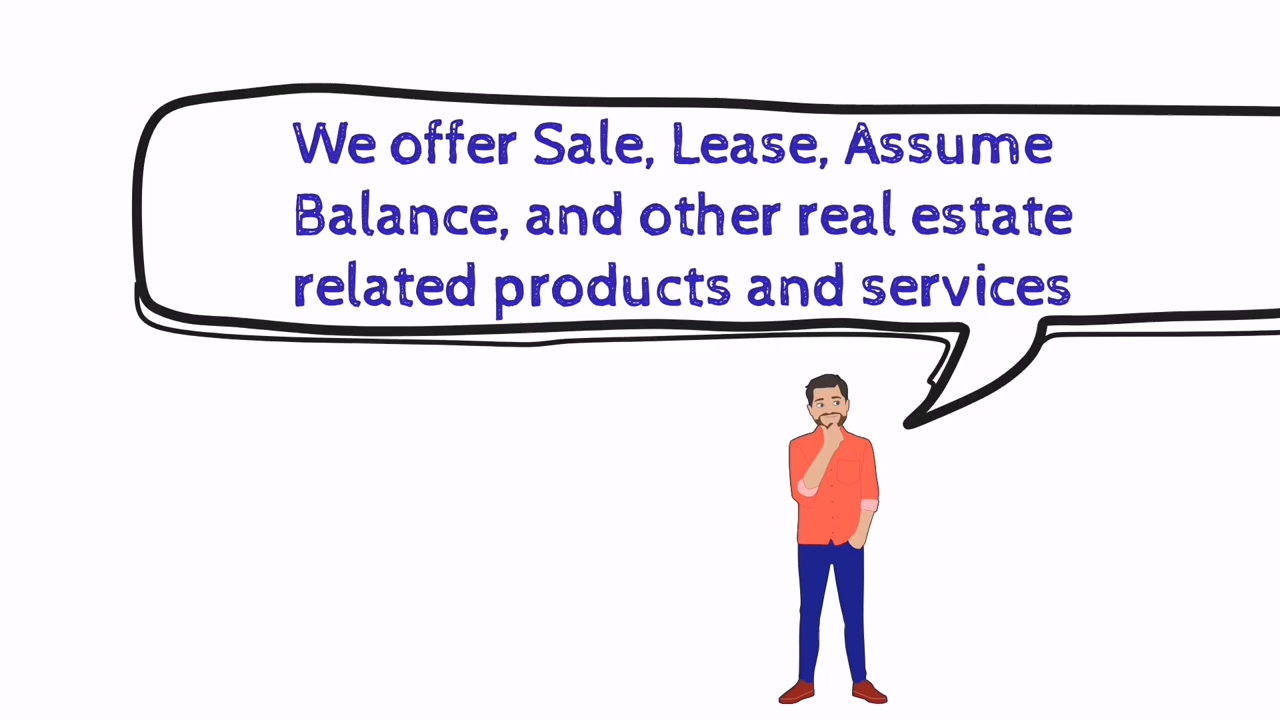 We offer Sale, Lease, Assume
Balance, and other real estate
related products and services